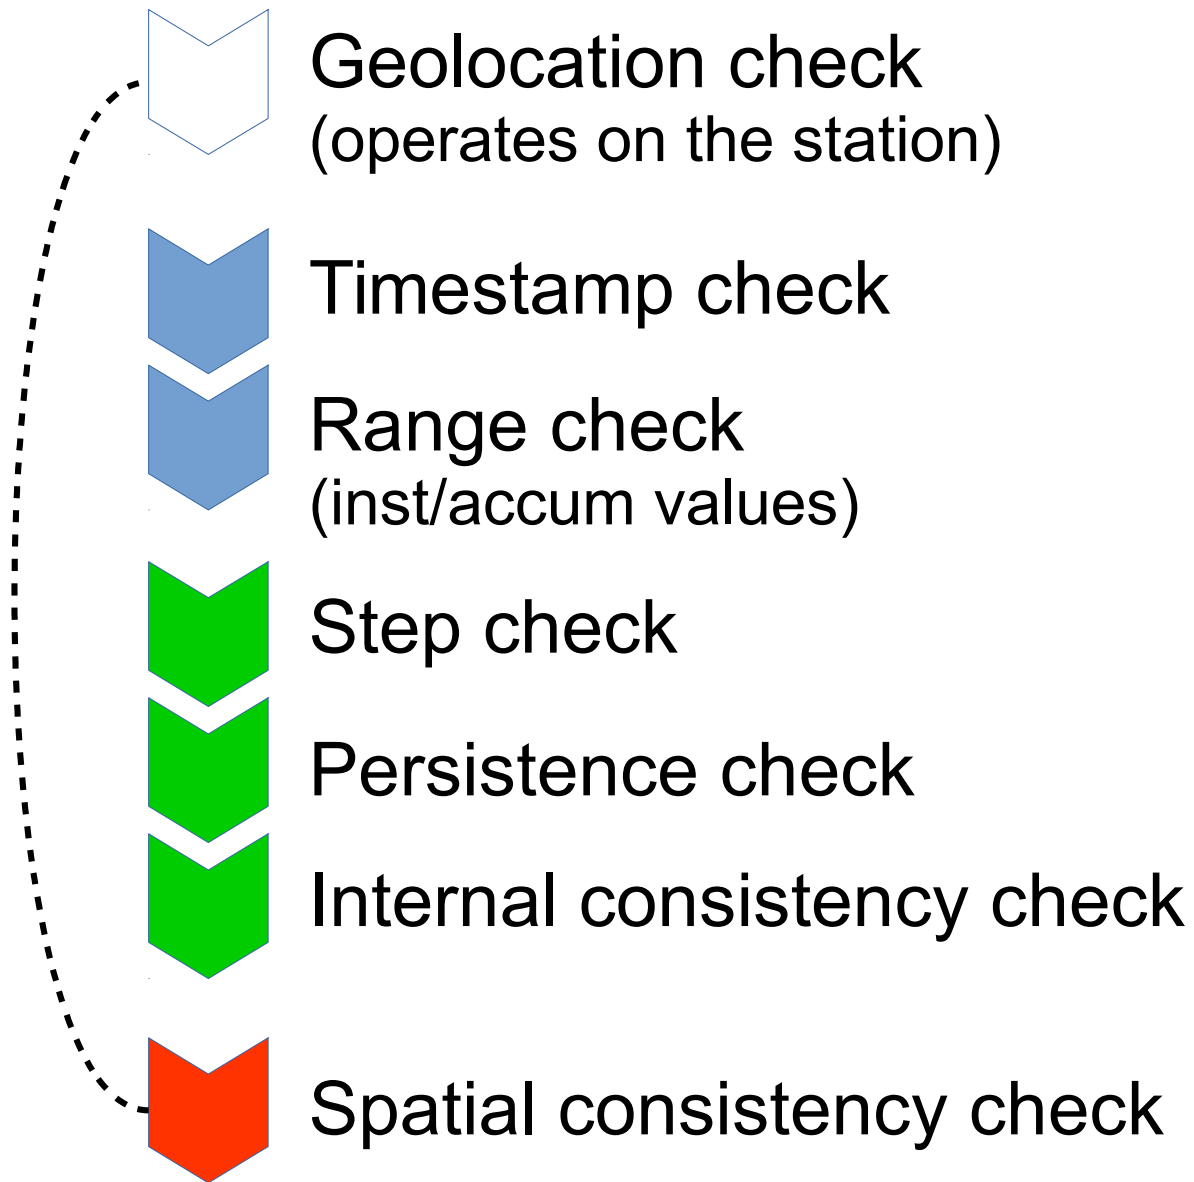 Geolocation check
(operates on the station)
Timestamp check
Range check
(inst/accum values)
Step check
Persistence check
Internal consistency check
Spatial consistency check